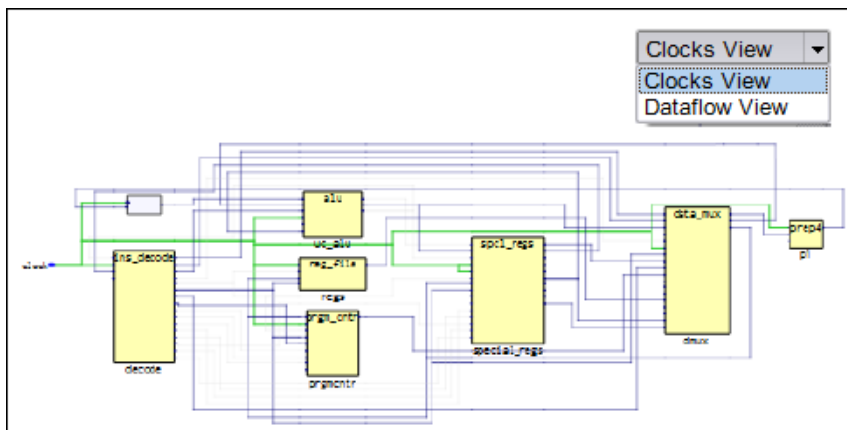 Clocks View
Clocks View
Dataflow View
alu
uc_alu
data_mux
dmux
prep4
p1
spcl_regs
special_regs
ins_decode
decode
reg_file
regs
prgm_cntr
prgmcntr
clock